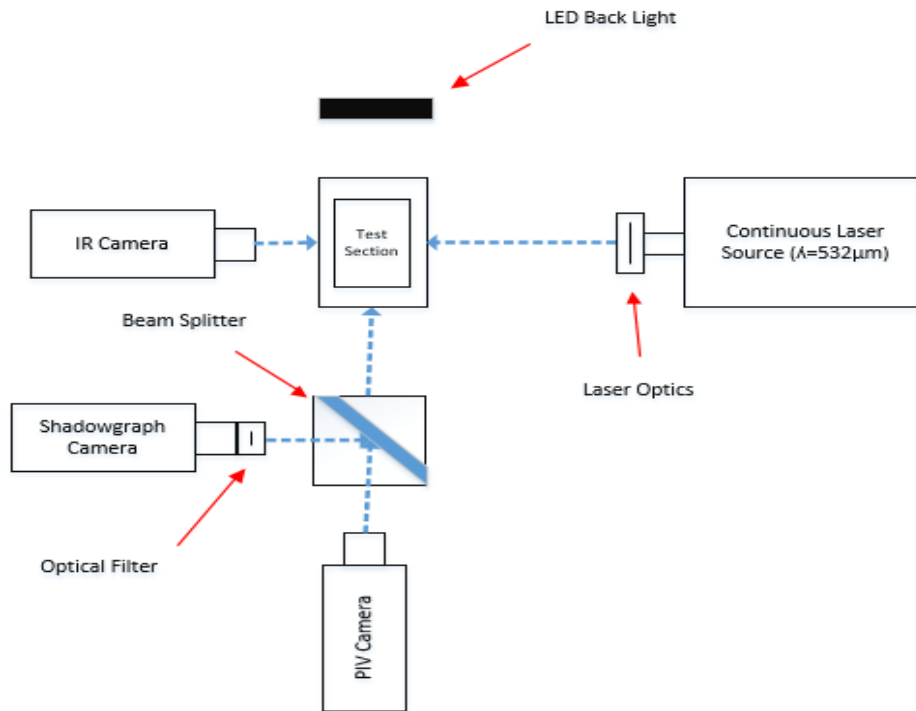 LED Back Light
IR Camera
Test
Section
Continuous Laser
Source (λ=532μm)
Beam Splitter
Laser Optics
Shadowgraph
Camera
Optical Filter
PIV Camera